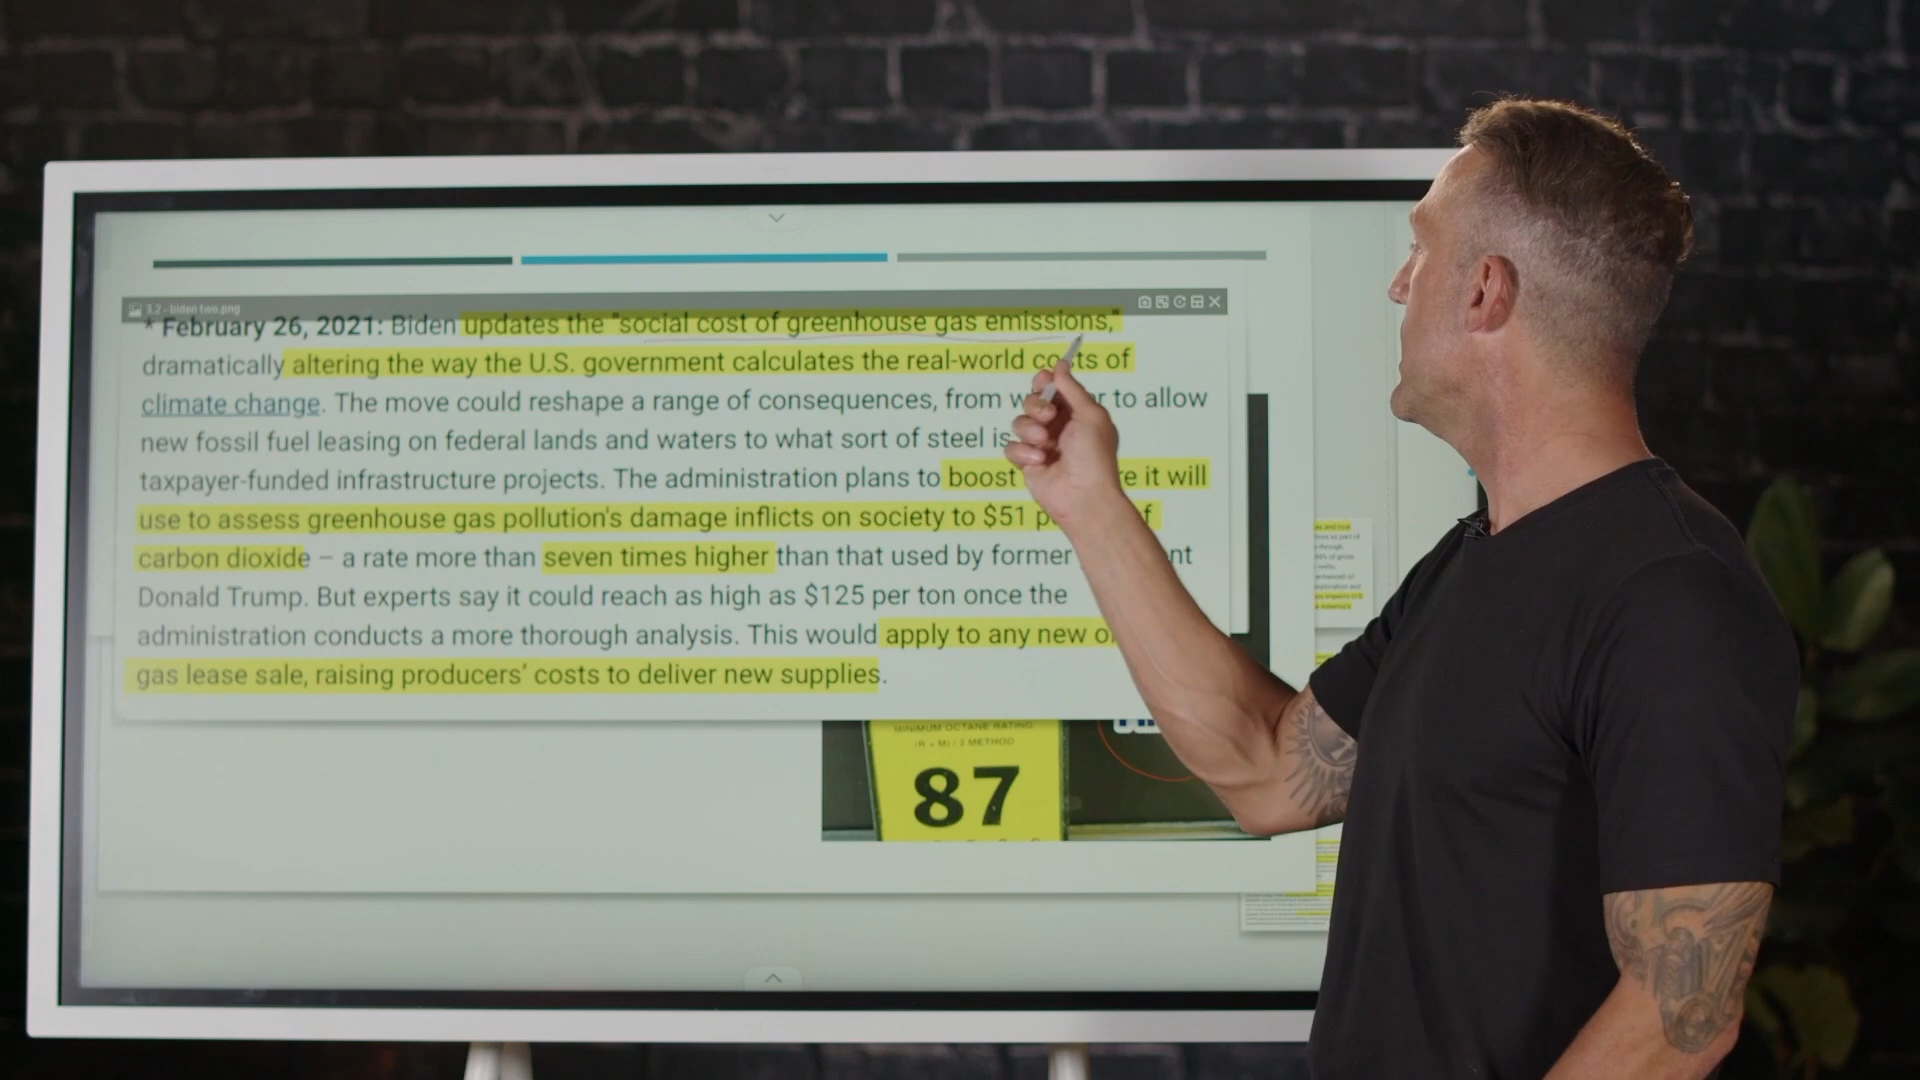 3.2 - biden two.png
* February 26, 2021: Biden updates the "social cost of greenhouse gas emissions,"
dramatically altering the way the U.S. government calculates the real-world costs of
climate change. The move could reshape a range of consequences, from to allow
new fossil fuel leasing on federal lands and waters to what sort of steel is
taxpayer-funded infrastructure projects. The administration plans to boost it will
use to assess greenhouse gas pollution's damage inflicts on society to $51
carbon dioxide – a rate more than seven times higher than that used by former
Donald Trump. But experts say it could reach as high as $125 per ton once the
administration conducts a more thorough analysis. This would apply to any new
gas lease sale, raising producers' costs to deliver new supplies.
MINIMUM OCTANE RATING
(R + M) / 2 METHOD
87